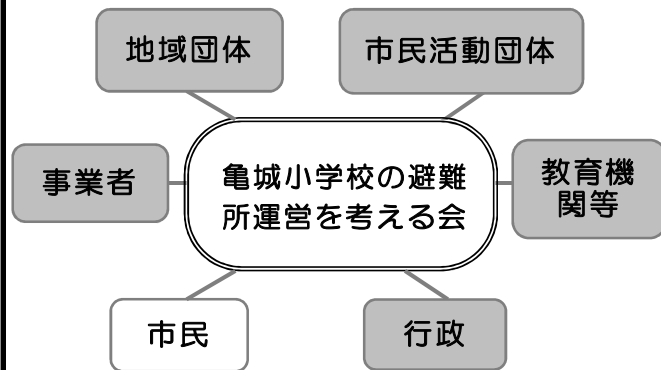 地域団体
市民活動団体
事業者
亀城小学校の避難
所運営を考える会
教育機
関等
市民
行政